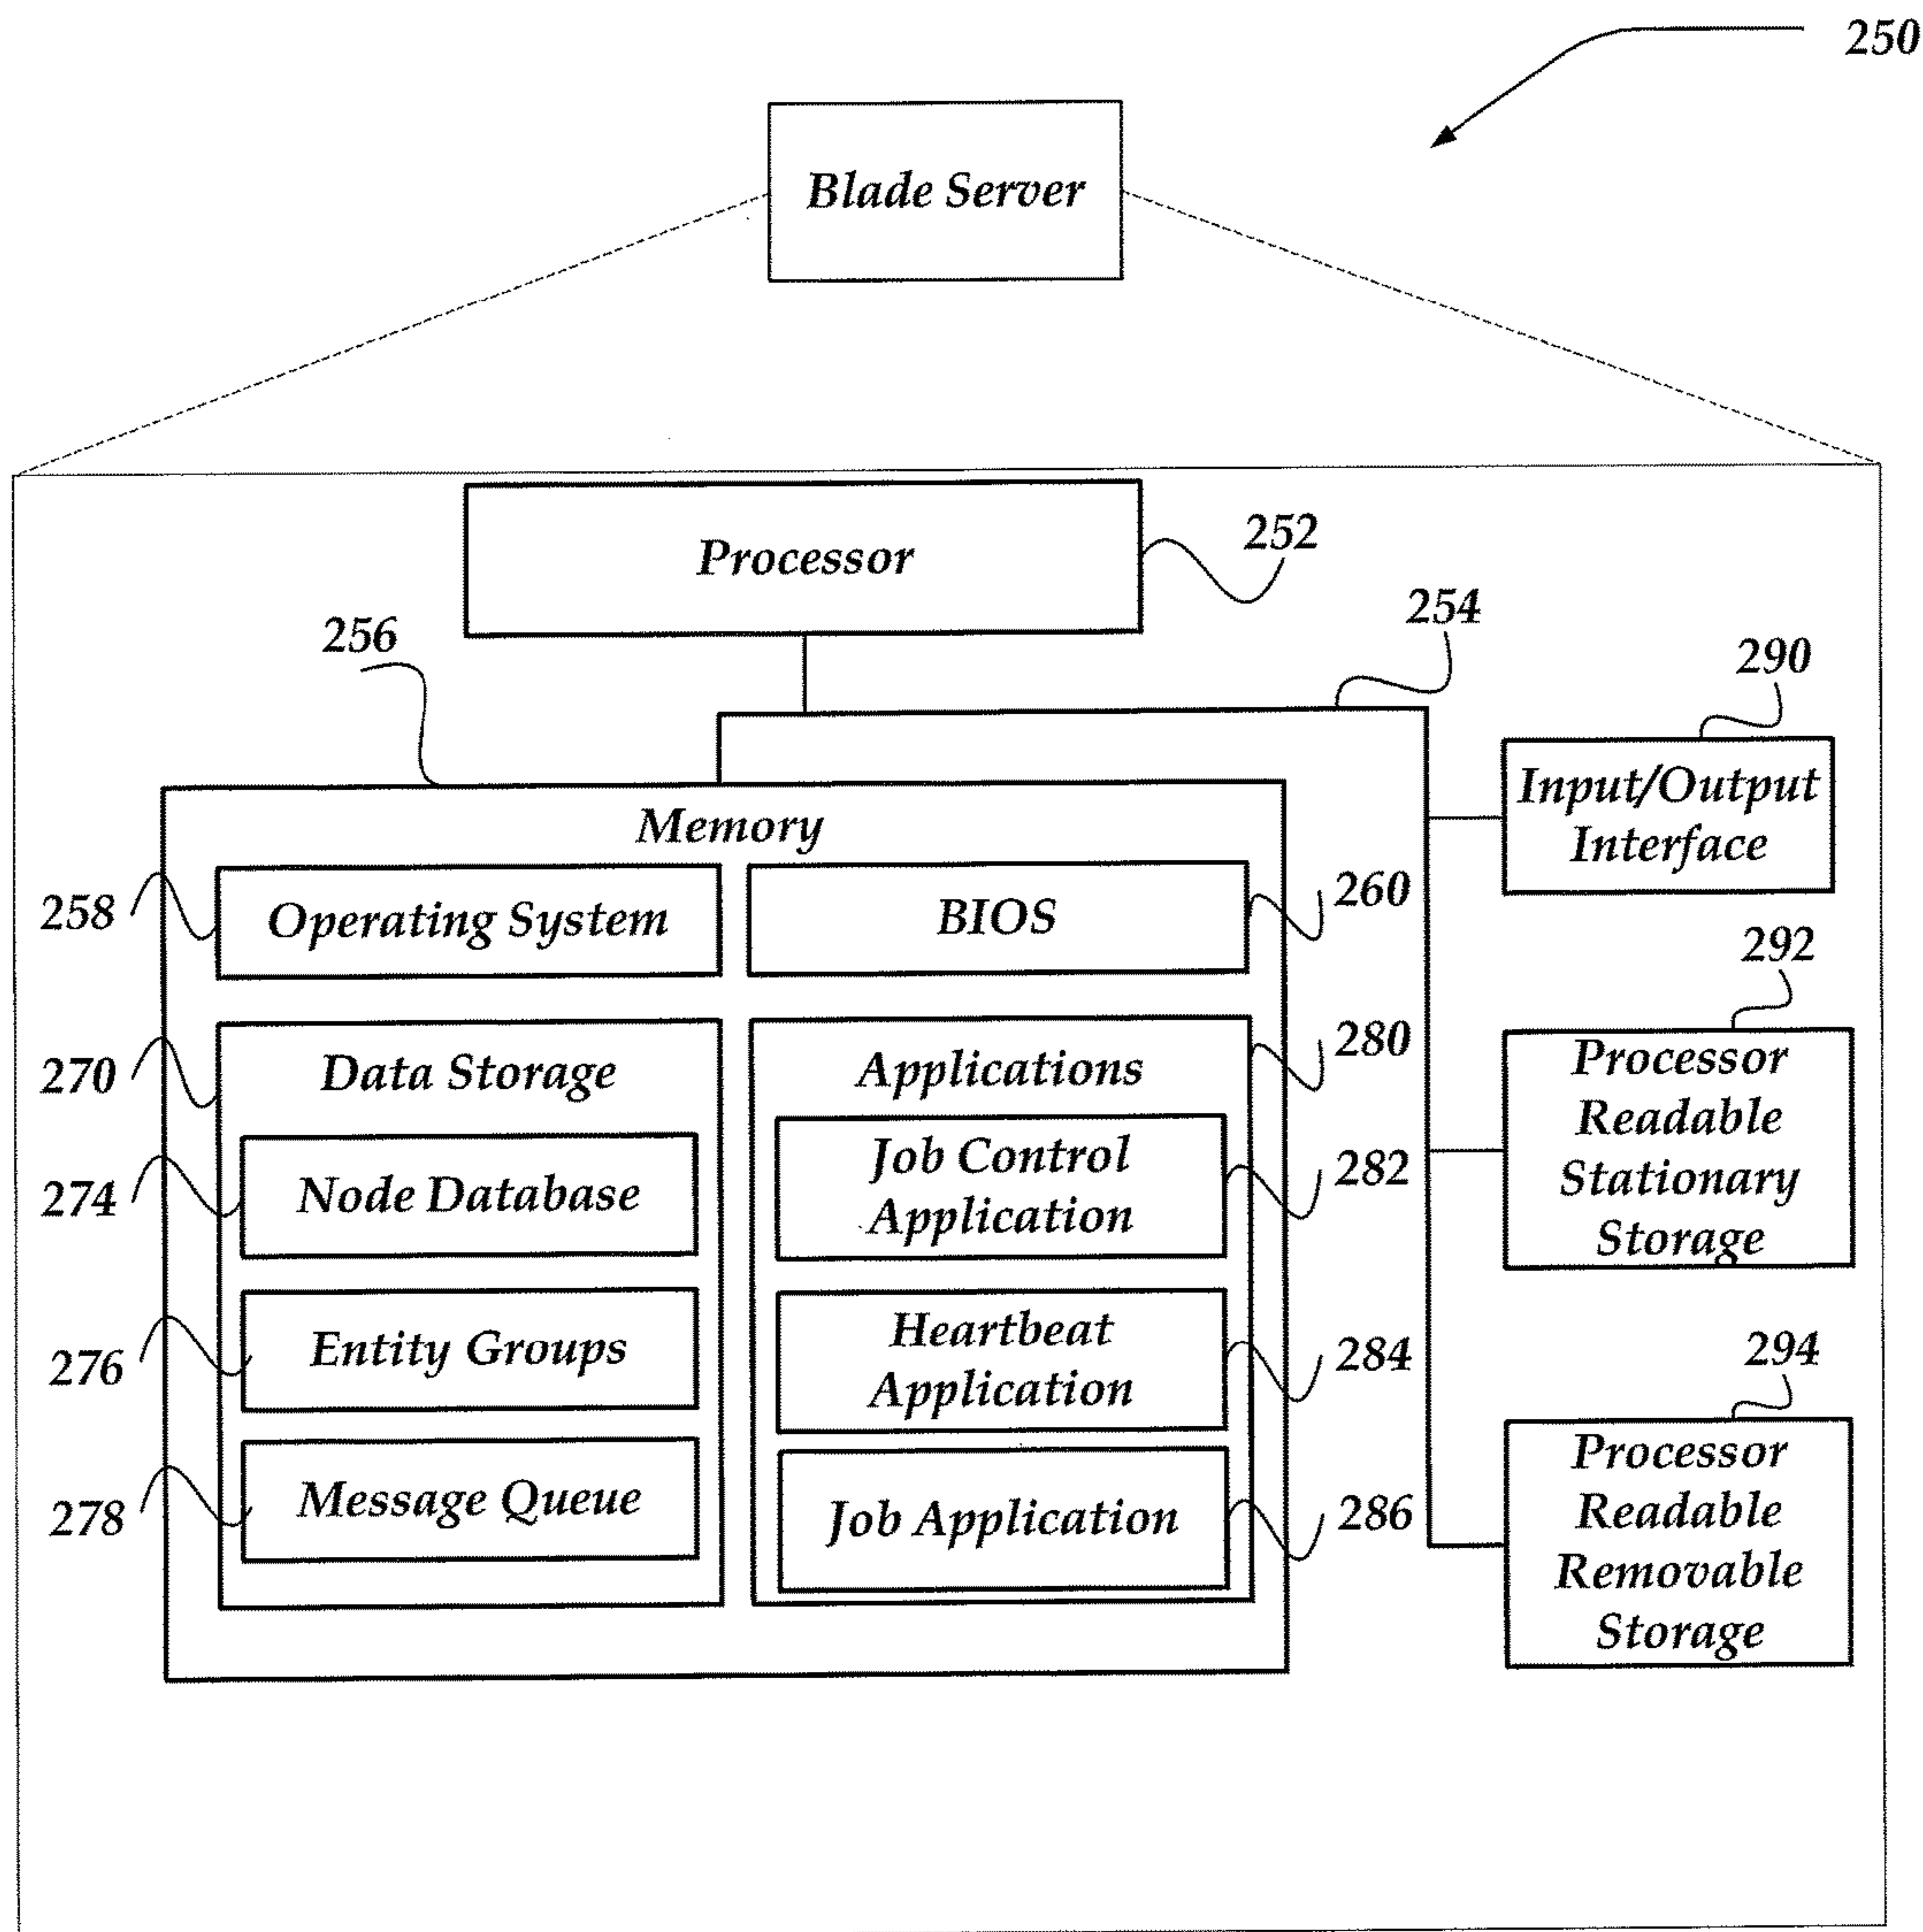 250
Blade Server
Processor
252
254
256
290
Input/Output
Interface
Memory
258
Operating System
BIOS
260
292
Processor
Readable
Stationary
Storage
270
Data Storage
Applications
280
274
Node Database
Job Control
Application
282
276
Entity Groups
Heartbeat
Application
284
294
Processor
Readable
Removable
Storage
278
Message Queue
Job Application
286